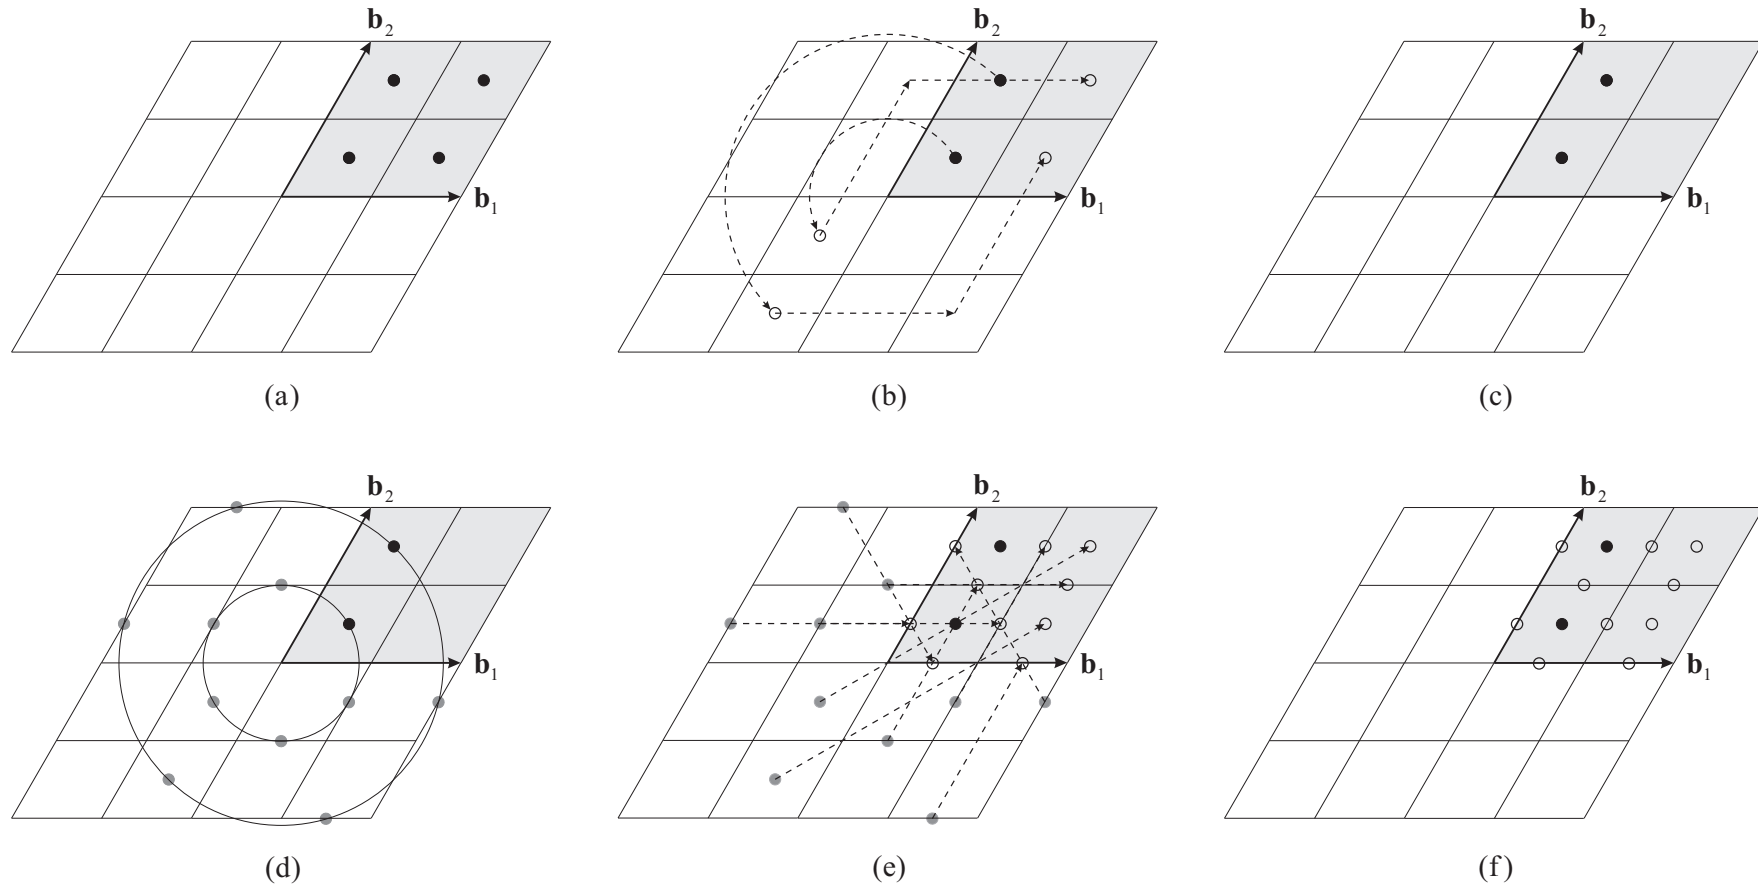 b₂ b₂ b₂
b₁ b₁ b₁
(a) (b) (c)
b₂ b₂ b₂
b₁ b₁ b₁
(d) (e) (f)